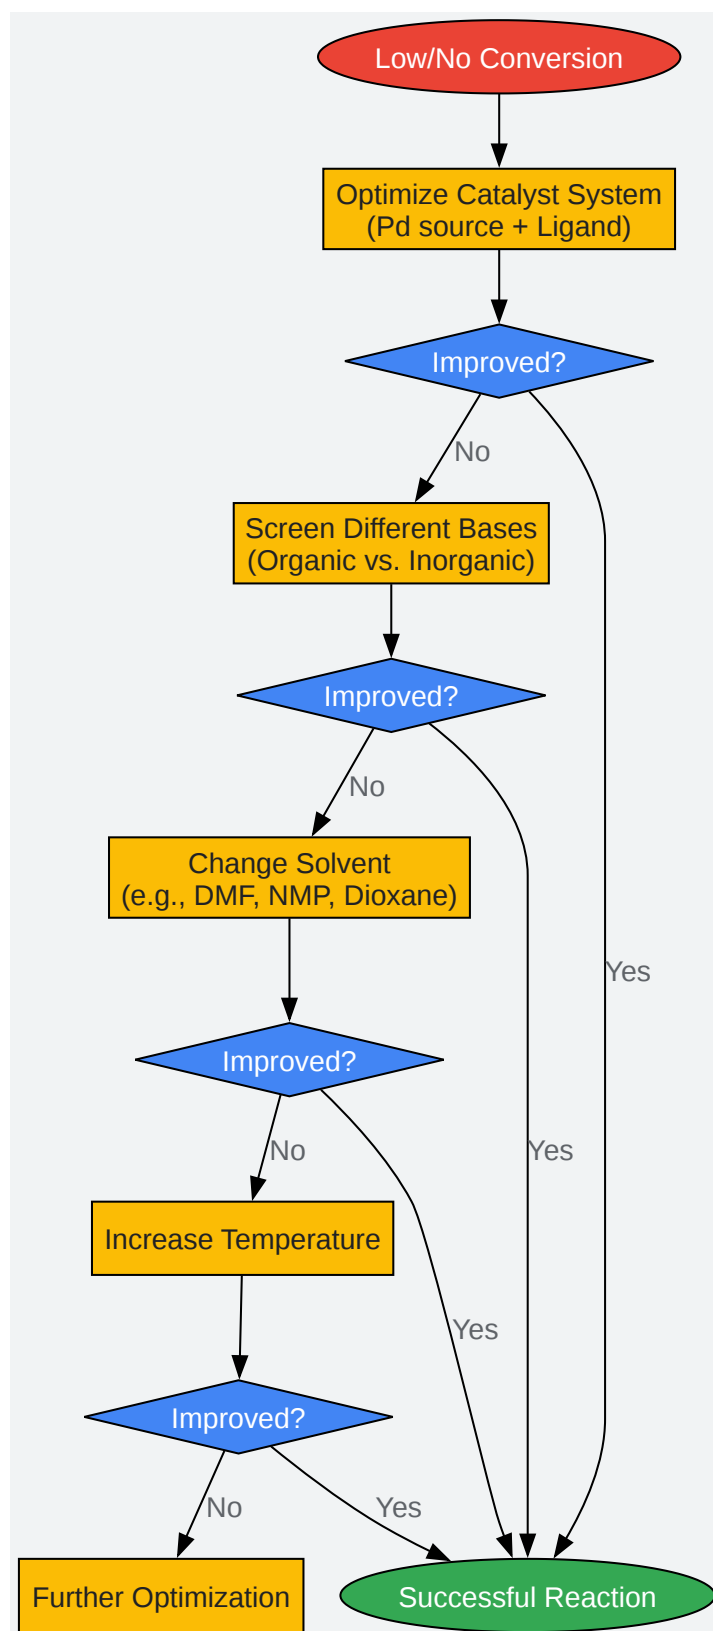 Low/No Conversion
Optimize Catalyst System
(Pd source + Ligand)
Improved?
No
Screen Different Bases
(Organic vs. Inorganic)
Improved?
No
Change Solvent
(e.g., DMF, NMP, Dioxane)
Yes
Improved?
No
Yes
Increase Temperature
Yes
Improved?
No
Yes
Further Optimization
Successful Reaction